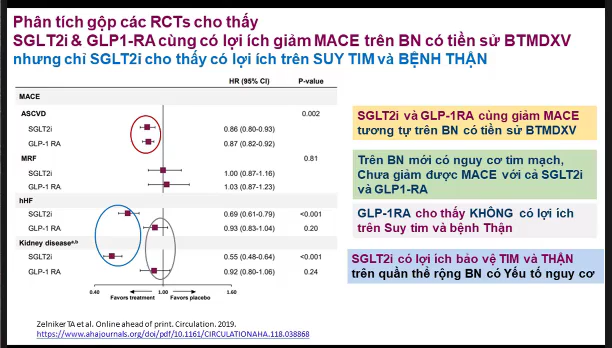 Phân tích gộp các RCTs cho thấy
SGLT2i & GLP1-RA cùng có lợi ích giảm MACE trên BN có tiền sử BTMDXV
nhưng chỉ SGLT2i cho thấy có lợi ích trên SUY TIM và BỆNH THẬN
HR (95% CI) P-value
MACE
ASCVD 0.002
SGLT2i 0.86 (0.80-0.93)
GLP-1 RA 0.87 (0.82-0.92)
MRF 0.81
SGLT2i 1.00 (0.87-1.16)
GLP-1 RA 1.03 (0.87-1.23)
hHF
SGLT2i 0.69 (0.61-0.79) <0.001
GLP-1 RA 0.93 (0.83-1.04) 0.20
Kidney disease a,b
SGLT2i 0.55 (0.48-0.64) <0.001
GLP-1 RA 0.92 (0.80-1.06) 0.24
0.40 1.00 1.60
Favors treatment Favors placebo
SGLT2i và GLP-1RA cùng giảm MACE
tương tự trên BN có tiền sử BTMDXV
Trên BN mới có nguy cơ tim mạch,
Chưa giảm được MACE với cả SGLT2i
và GLP1-RA
GLP-1RA cho thấy KHÔNG có lợi ích
trên Suy tim và bệnh Thận
SGLT2i có lợi ích bảo vệ TIM và THẬN
trên quần thể rộng BN có Yếu tố nguy cơ
Zelniker TA et al. Online ahead of print. Circulation. 2019.
https://www.ahajournals.org/doi/pdf/10.1161/CIRCULATIONAHA.118.038868